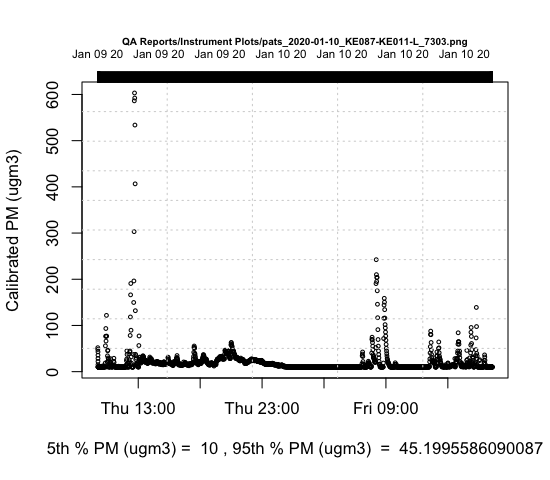 QA Reports/Instrument Plots/pats_2020-01-10_KE087-KE011-L_7303.png
Jan 09 20 Jan 09 20 Jan 09 20 Jan 10 20 Jan 10 20 Jan 10 20 Jan 10 20
Calibrated PM (ugm3)
600
500
400
300
200
100
0
Thu 13:00 Thu 23:00 Fri 09:00
5th % PM (ugm3) = 10 , 95th % PM (ugm3) = 45.1995586090087